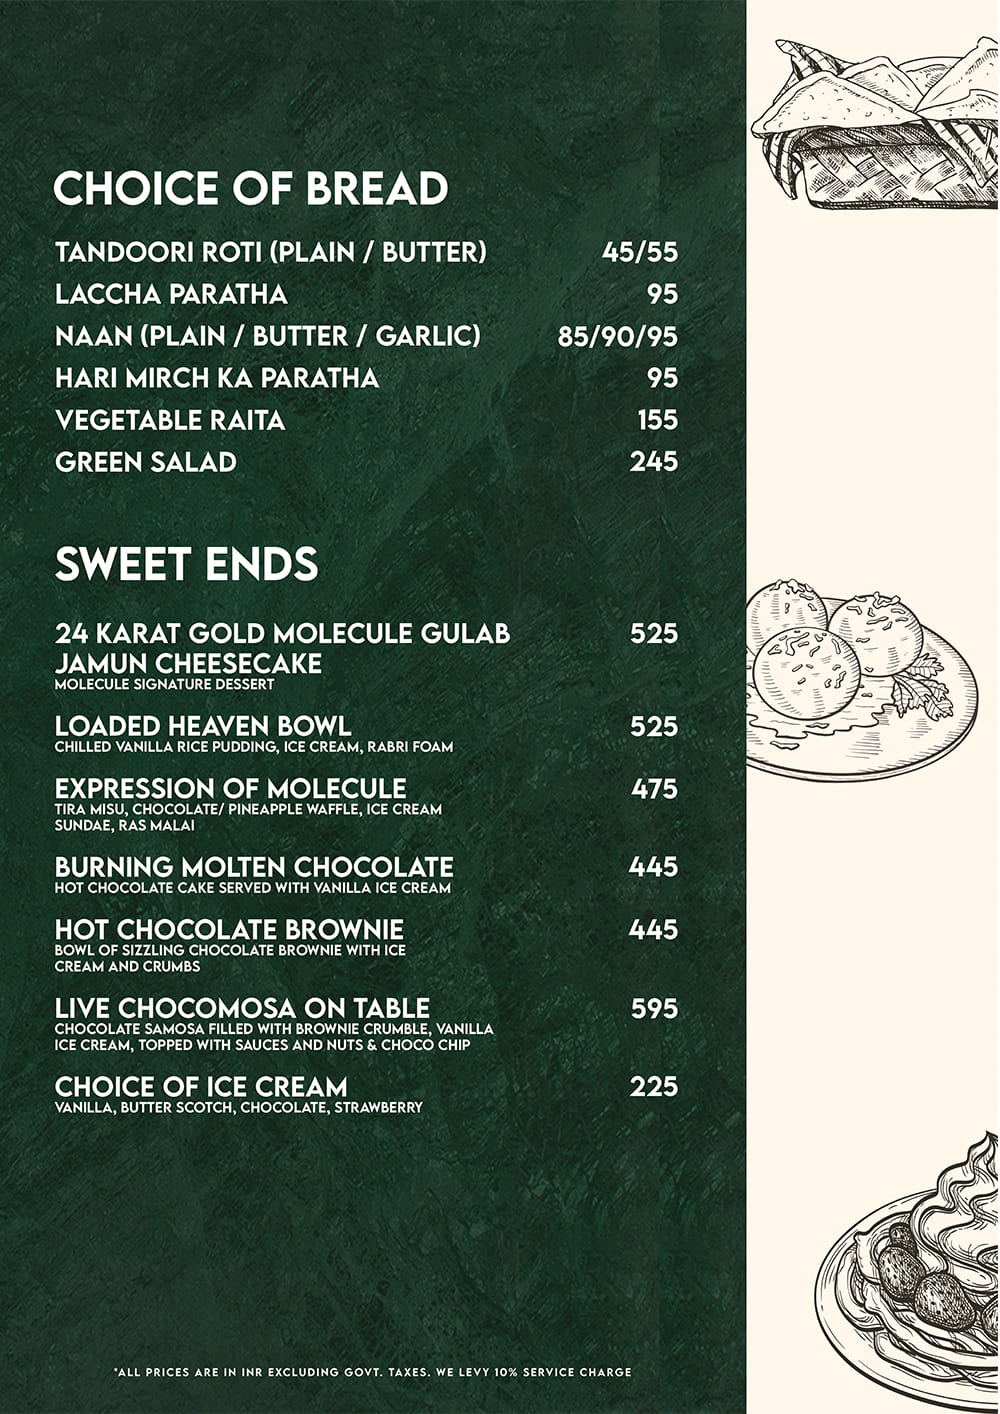 CHOICE OF BREAD
TANDOORI ROTI (PLAIN / BUTTER) 45/55
LACCHA PARATHA 95
NAAN (PLAIN / BUTTER / GARLIC) 85/90/95
HARI MIRCH KA PARATHA 95
VEGETABLE RAITA 155
GREEN SALAD 245
SWEET ENDS
24 KARAT GOLD MOLECULE GULAB 525
JAMUN CHEESECAKE
MOLECULE SIGNATURE DESSERT
LOADED HEAVEN BOWL 525
CHILLED VANILLA RICE PUDDING, ICE CREAM, RABRI FOAM
EXPRESSION OF MOLECULE 475
TIRA MISU, CHOCOLATE/ PINEAPPLE WAFFLE, ICE CREAM
SUNDAE, RAS MALAI
BURNING MOLTEN CHOCOLATE 445
HOT CHOCOLATE CAKE SERVED WITH VANILLA ICE CREAM
HOT CHOCOLATE BROWNIE 445
BOWL OF SIZZLING CHOCOLATE BROWNIE WITH ICE
CREAM AND CRUMBS
LIVE CHOCOMOSA ON TABLE 595
CHOCOLATE SAMOSA FILLED WITH BROWNIE CRUMBLE, VANILLA
ICE CREAM, TOPPED WITH SAUCES AND NUTS & CHOCO CHIP
CHOICE OF ICE CREAM 225
VANILLA, BUTTER SCOTCH, CHOCOLATE, STRAWBERRY
*ALL PRICES ARE IN INR EXCLUDING GOVT. TAXES. WE LEVY 10% SERVICE CHARGE